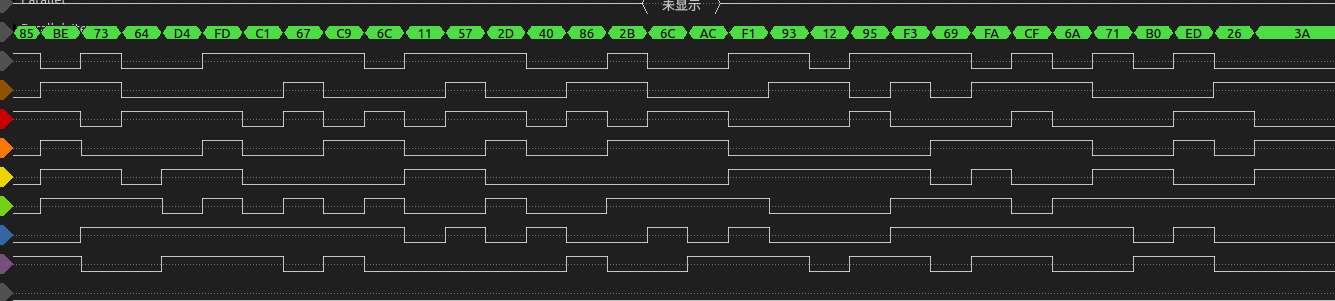 Parallel
未显示
85 BE 73 64 D4 FD C1 67 C9 6C 11 57 2D 40 86 2B 6C AC F1 93 12 95 F3 69 FA CF 6A 71 B0 ED 26 3A